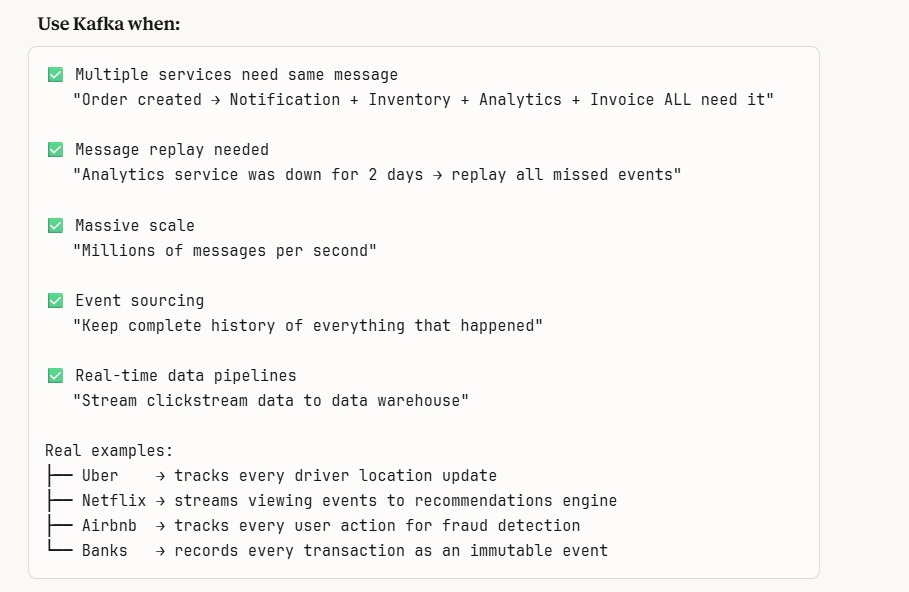 Use Kafka when:
✅ Multiple services need same message
"Order created → Notification + Inventory + Analytics + Invoice ALL need it"
✅ Message replay needed
"Analytics service was down for 2 days → replay all missed events"
✅ Massive scale
"Millions of messages per second"
✅ Event sourcing
"Keep complete history of everything that happened"
✅ Real-time data pipelines
"Stream clickstream data to data warehouse"
Real examples:
├── Uber → tracks every driver location update
├── Netflix → streams viewing events to recommendations engine
├── Airbnb → tracks every user action for fraud detection
└── Banks → records every transaction as an immutable event